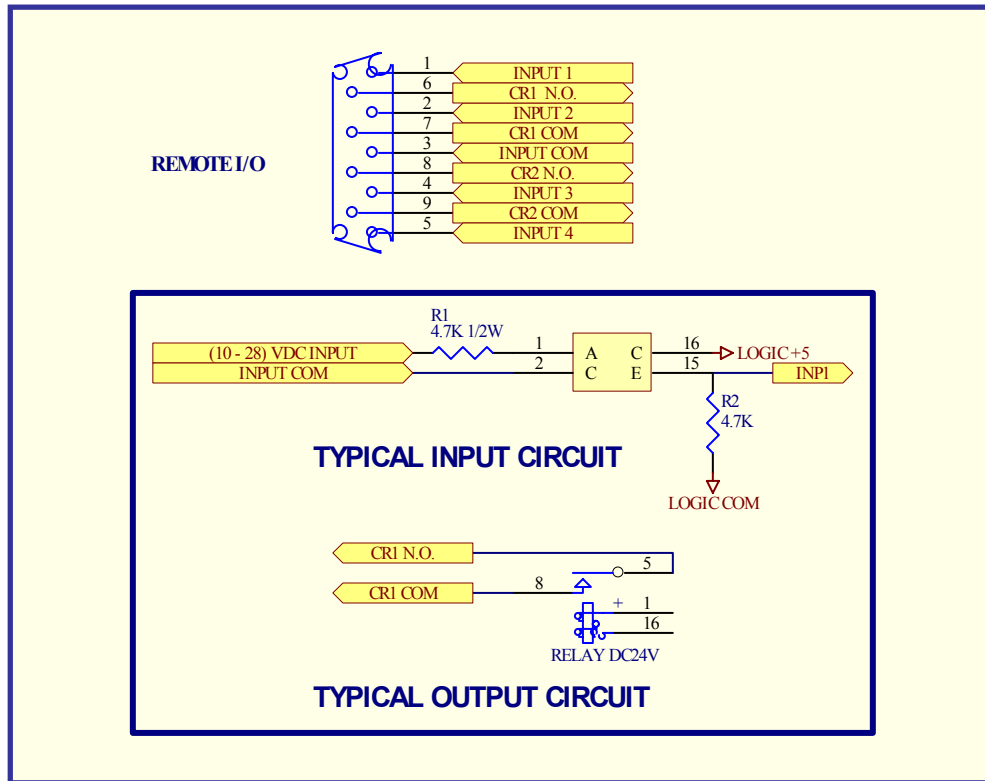 1 INPUT 1
6 CR1 N.O.
2 INPUT 2
7 CR1 COM
3 INPUT COM
REMOTE I/O
8 CR2 N.O.
4 INPUT 3
9 CR2 COM
5 INPUT 4
R1
4.7K 1/2W
(10 - 28) VDC INPUT 1 A C 16 LOGIC +5
INPUT COM 2 C E 15 INP1
R2
4.7K
TYPICAL INPUT CIRCUIT
LOGIC COM
CR1 N.O. 5
CR1 COM 8
+ 1
16
RELAY DC24V
TYPICAL OUTPUT CIRCUIT